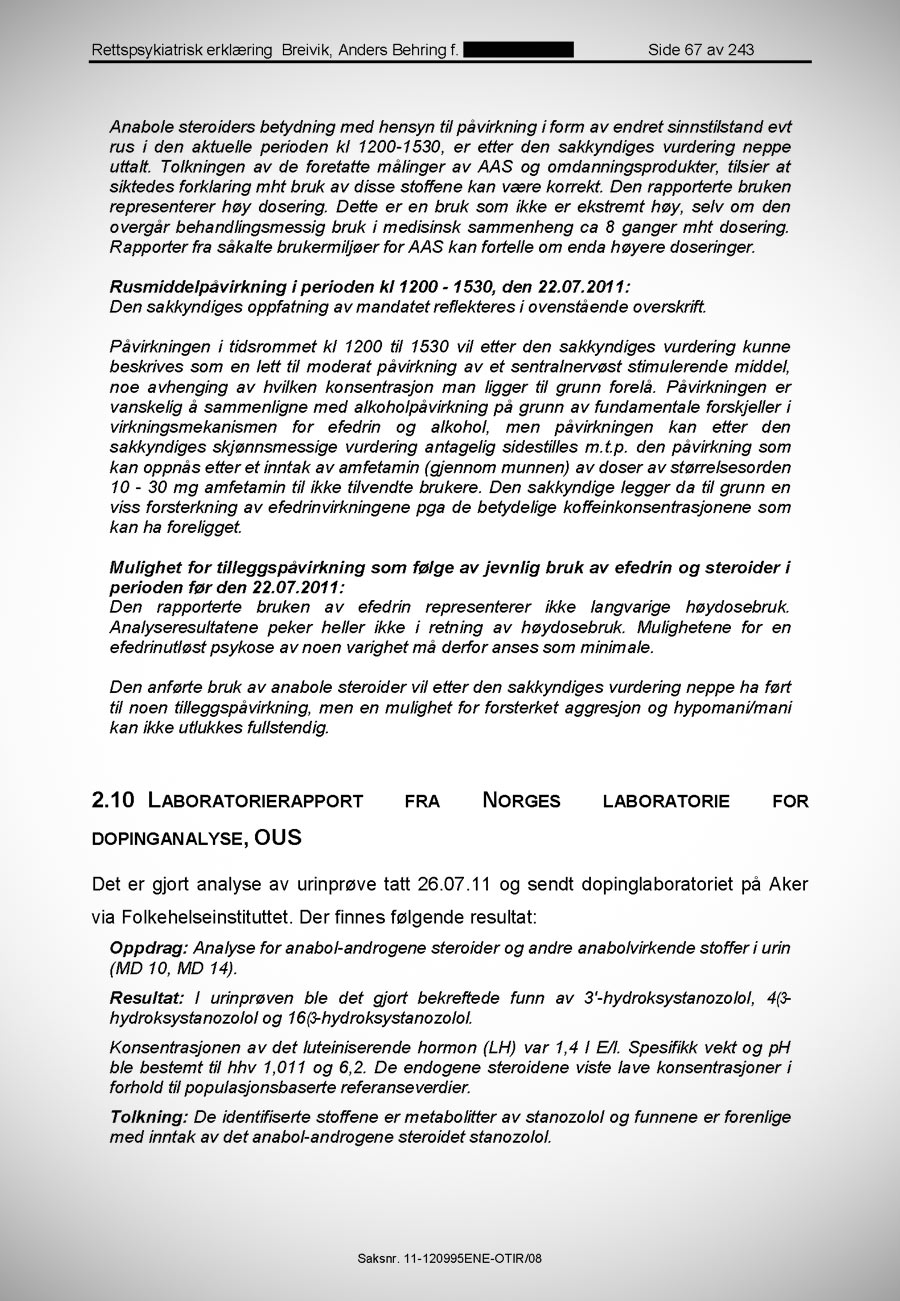 Rettspsykiatrisk erklæring Breivik, Anders Behring f. Side 67 av 243
Anabole steroiders betydning med hensyn til påvirkning i form av endret sinnstilstand evt
rus i den aktuelle perioden kl 1200-1530, er etter den sakkyndiges vurdering neppe
uttalt. Tolkningen av de foretatte målinger av AAS og omdanningsprodukter, tilsier at
siktedes forklaring mht bruk av disse stoffene kan være korrekt. Den rapporterte bruken
representerer høy dosering. Dette er en bruk som ikke er ekstremt høy, selv om den
overgår behandlingsmessig bruk i medisinsk sammenheng ca 8 ganger mht dosering.
Rapporter fra såkalte brukermiljøer for AAS kan fortelle om enda høyere doseringer.
Rusmiddelpåvirkning i perioden kl 1200 - 1530, den 22.07.2011:
Den sakkyndiges oppfatning av mandatet reflekteres i ovenstående overskrift.
Påvirkningen i tidsrommet kl 1200 til 1530 vil etter den sakkyndiges vurdering kunne
beskrives som en lett til moderat påvirkning av et sentralnervøst stimulerende middel,
noe avhenging av hvilken konsentrasjon man ligger til grunn forelå. Påvirkningen er
vanskelig å sammenligne med alkoholpåvirkning på grunn av fundamentale forskjeller i
virkningsmekanismen for efedrin og alkohol, men påvirkningen kan etter den
sakkyndiges skjønnsmessige vurdering antagelig sidestilles m.t.p. den påvirkning som
kan oppnås etter et inntak av amfetamin (gjennom munnen) av doser av størrelsesorden
10 - 30 mg amfetamin til ikke tilvendte brukere. Den sakkyndige legger da til grunn en
viss forsterkning av efedrinvirkningene pga de betydelige koffeinkonsentrasjonene som
kan ha foreligget.
Mulighet for tilleggspåvirkning som følge av jevnlig bruk av efedrin og steroider i
perioden før den 22.07.2011:
Den rapporterte bruken av efedrin representerer ikke langvarige høydosebruk.
Analyseresultatene peker heller ikke i retning av høydosebruk. Mulighetene for en
efedrinutløst psykose av noen varighet må derfor anses som minimale.
Den anførte bruk av anabole steroider vil etter den sakkyndiges vurdering neppe ha ført
til noen tilleggspåvirkning, men en mulighet for forsterket aggresjon og hypomani/mani
kan ikke utlukkes fullstendig.
2.10 LABORATORIERAPPORT FRA NORGES LABORATORIE FOR
DOPINGANALYSE, OUS
Det er gjort analyse av urinprøve tatt 26.07.11 og sendt dopinglaboratoriet på Aker
via Folkehelseinstituttet. Der finnes følgende resultat:
Oppdrag: Analyse for anabol-androgene steroider og andre anabolvirkende stoffer i urin
(MD 10, MD 14).
Resultat: I urinprøven ble det gjort bekreftede funn av 3'-hydroksystanozolol, 4(3-
hydroksystanozolol og 16(3-hydroksystanozolol.
Konsentrasjonen av det luteiniserende hormon (LH) var 1,4 I E/l. Spesifikk vekt og pH
ble bestemt til hhv 1,011 og 6,2. De endogene steroidene viste lave konsentrasjoner i
forhold til populasjonsbaserte referanseverdier.
Tolkning: De identifiserte stoffene er metabolitter av stanozolol og funnene er forenlige
med inntak av det anabol-androgene steroidet stanozolol.
Saksnr. 11-120995ENE-OTIR/08